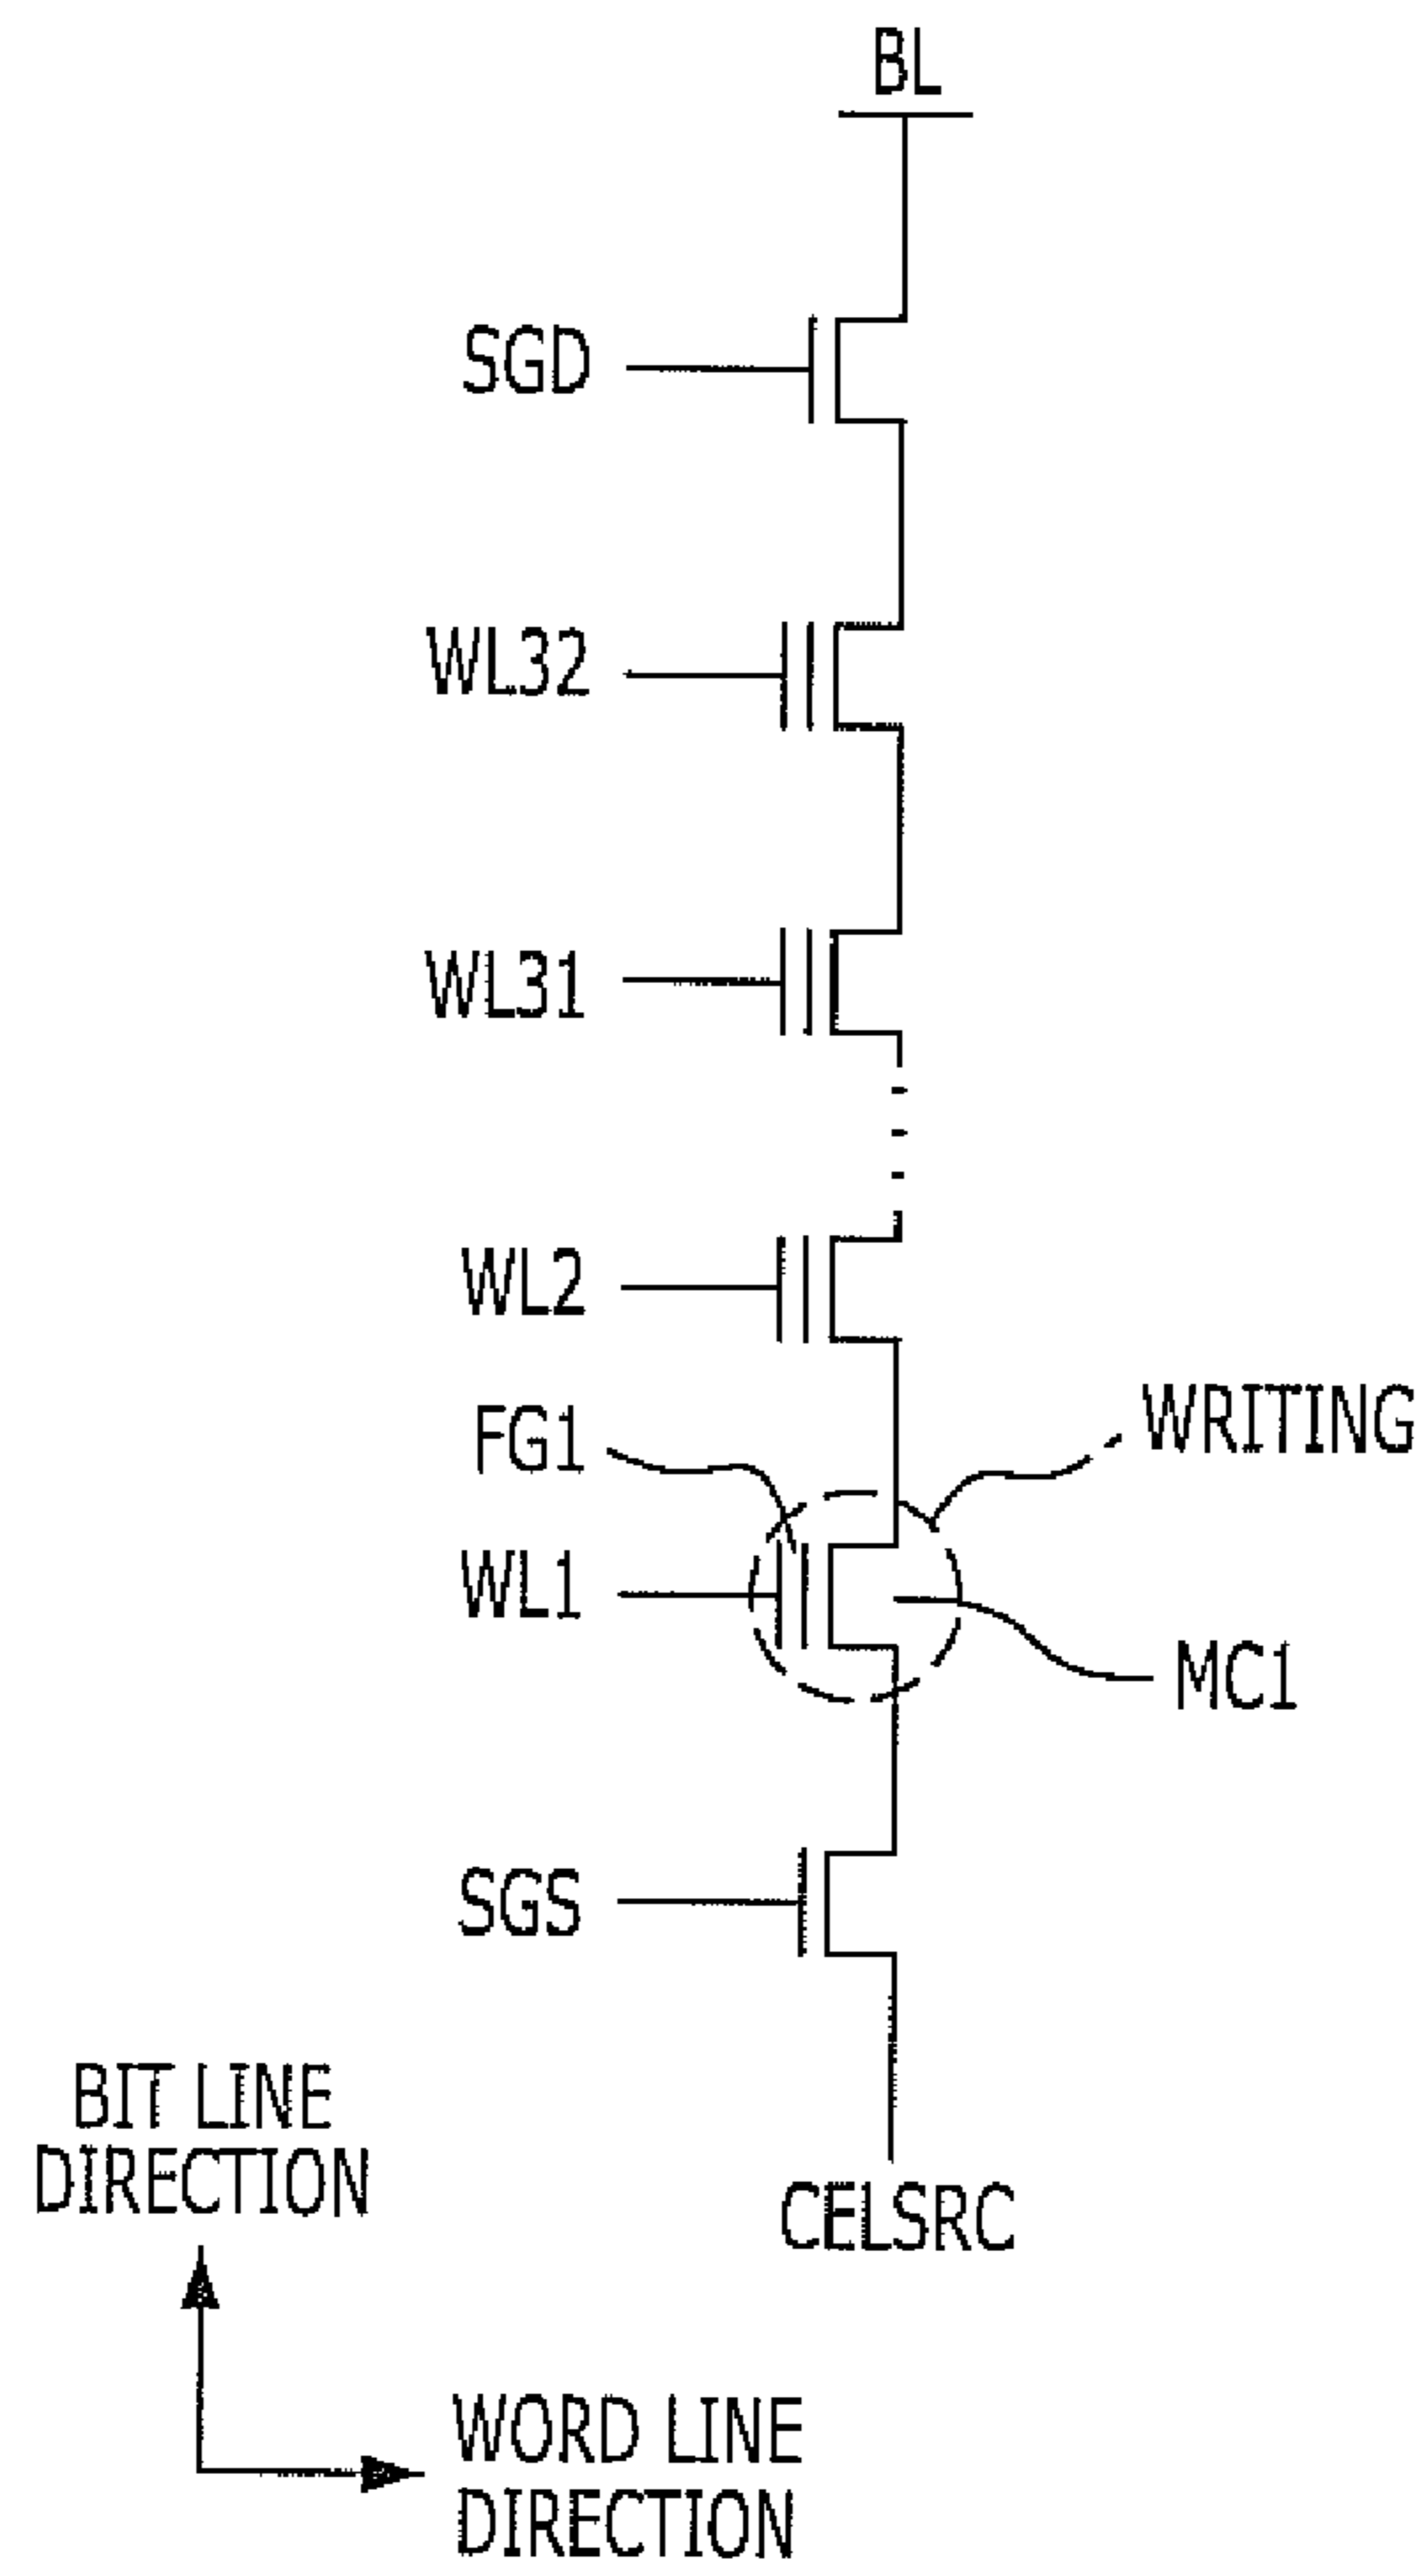 BL
SGD
WL32
WL31
WL2
FG1
WRITING
WL1
MC1
SGS
CELSRC
BIT LINE
DIRECTION
WORD LINE
DIRECTION